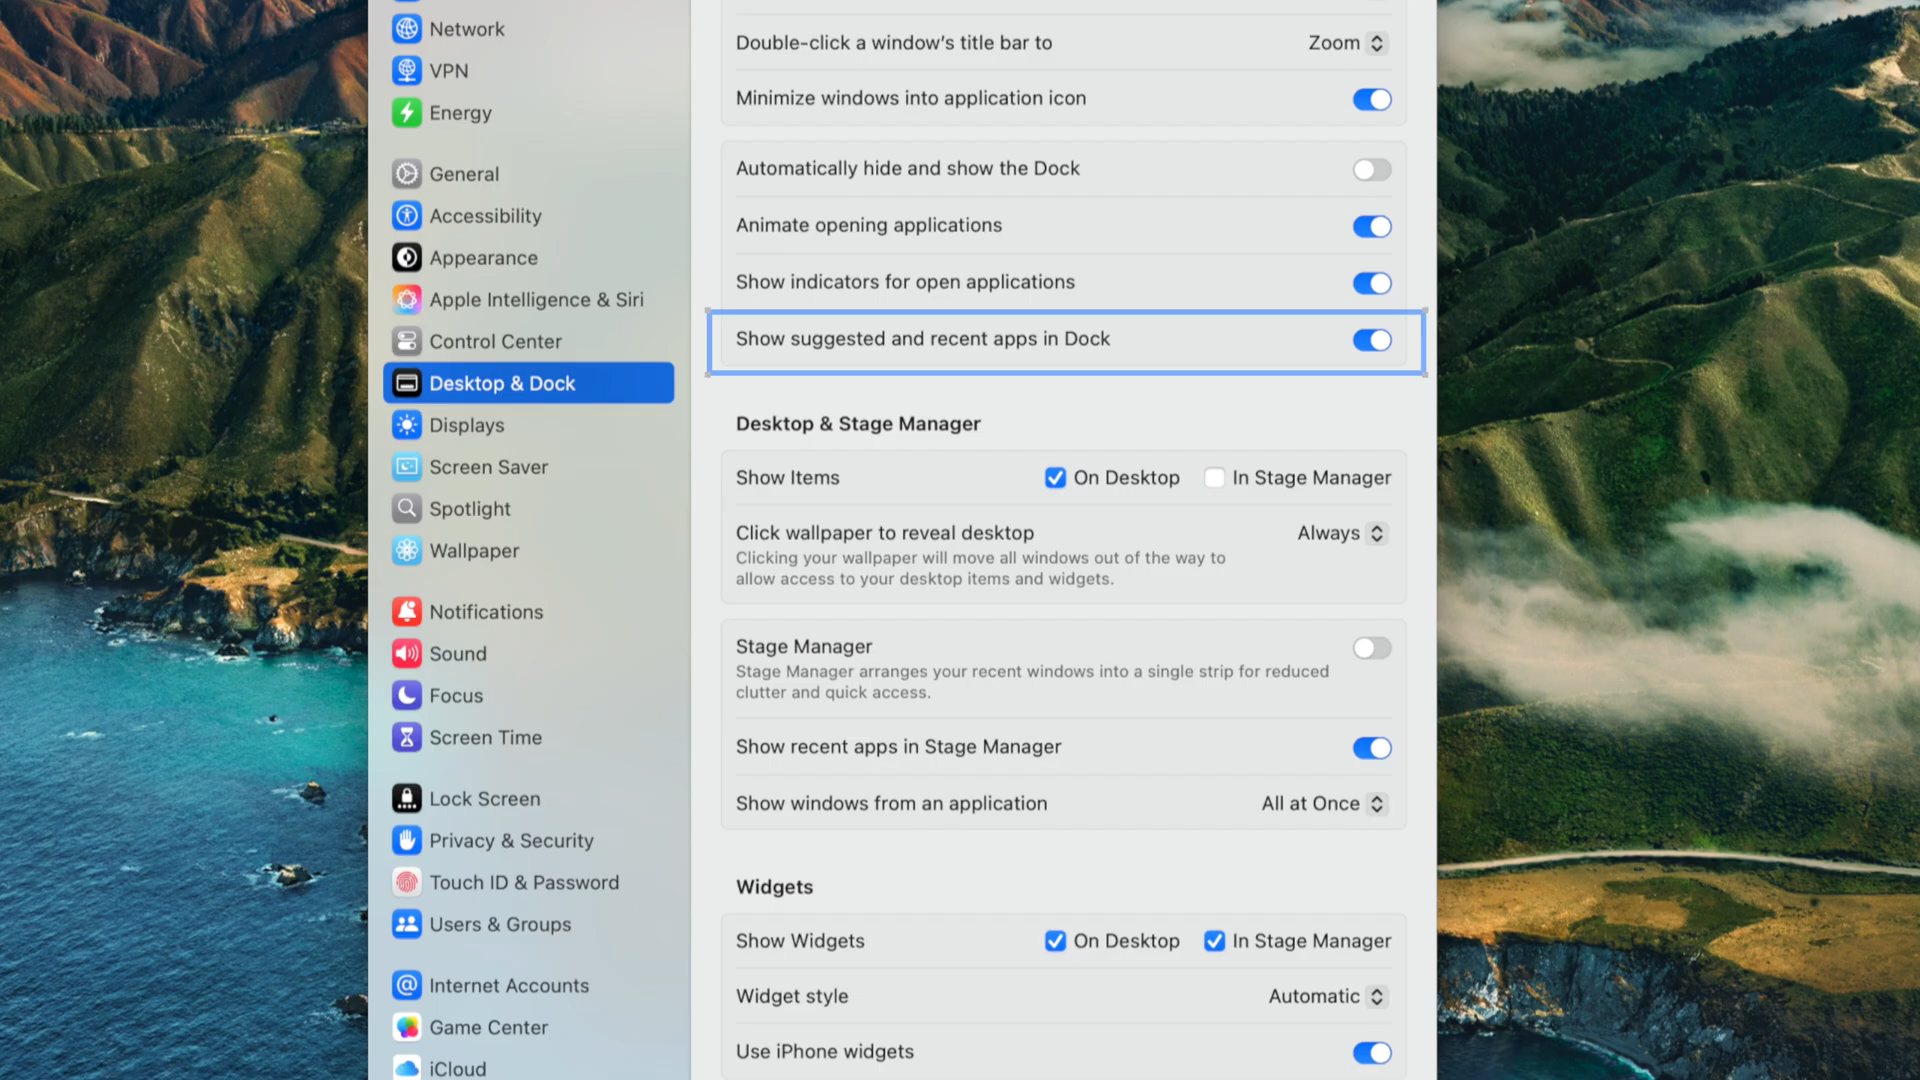 Network
VPN
Energy
General
Accessibility
Appearance
Apple Intelligence & Siri
Control Center
Desktop & Dock
Displays
Screen Saver
Spotlight
Wallpaper
Notifications
Sound
Focus
Screen Time
Lock Screen
Privacy & Security
Touch ID & Password
Users & Groups
Internet Accounts
Game Center
iCloud
Double-click a window's title bar to Zoom
Minimize windows into application icon
Automatically hide and show the Dock
Animate opening applications
Show indicators for open applications
Show suggested and recent apps in Dock
Desktop & Stage Manager
Show Items On Desktop In Stage Manager
Click wallpaper to reveal desktop Always
Clicking your wallpaper will move all windows out of the way to
allow access to your desktop items and widgets.
Stage Manager
Stage Manager arranges your recent windows into a single strip for reduced
clutter and quick access.
Show recent apps in Stage Manager
Show windows from an application All at Once
Widgets
Show Widgets On Desktop In Stage Manager
Widget style Automatic
Use iPhone widgets